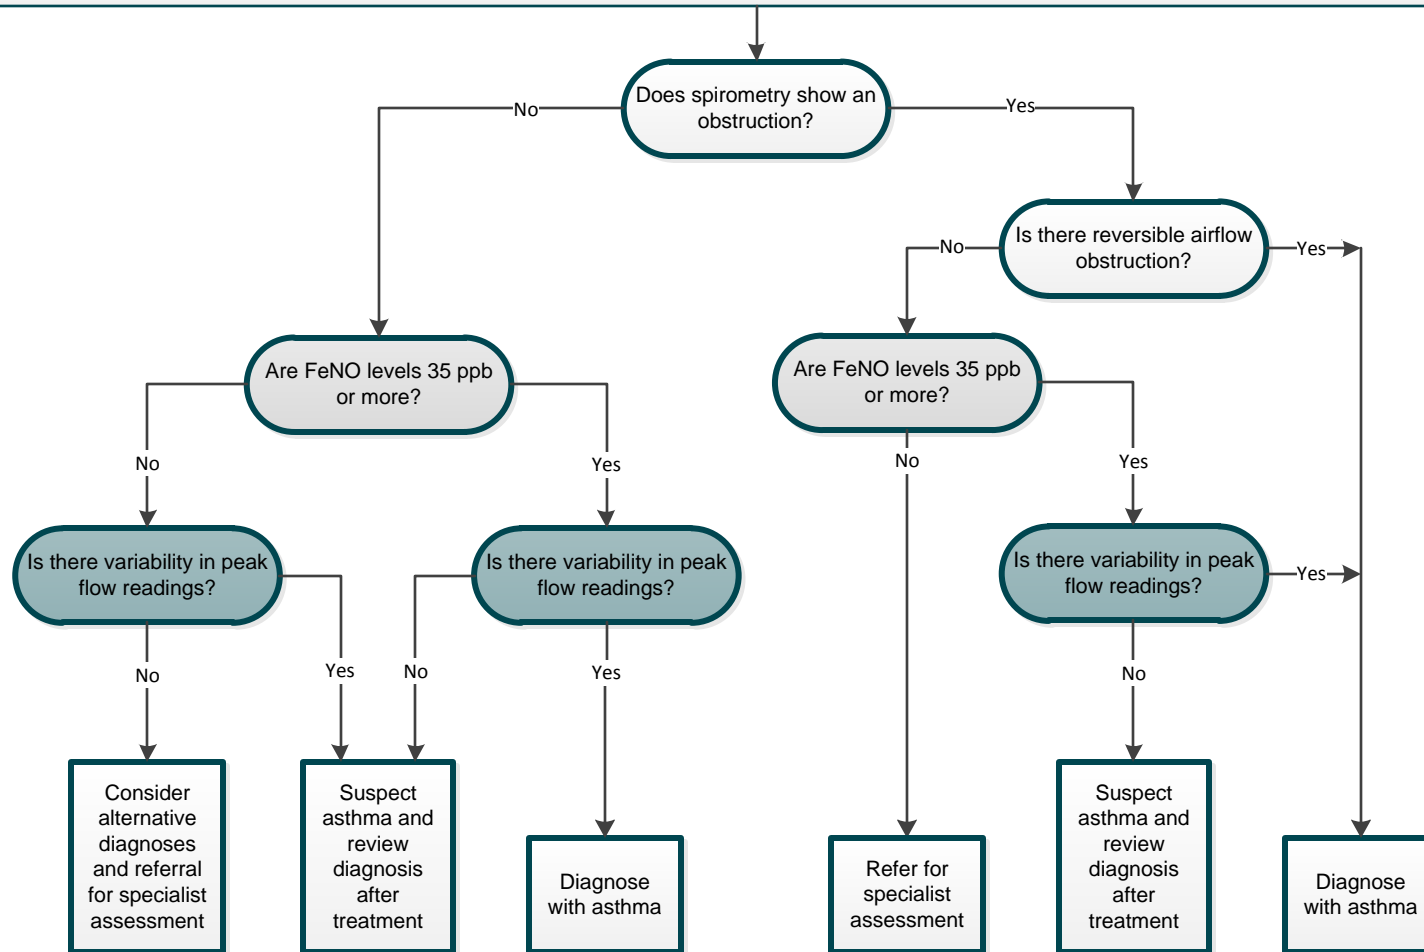 Does spirometry show an
obstruction?
No
Yes
Is there reversible airflow
obstruction?
No
Yes
Are FeNO levels 35 ppb
or more?
Are FeNO levels 35 ppb
or more?
No
Yes
No
Yes
Is there variability in peak
flow readings?
Is there variability in peak
flow readings?
Is there variability in peak
flow readings?
Yes
No
Yes
No
Yes
No
Consider
alternative
diagnoses
and referral
for specialist
assessment
Suspect
asthma and
review
diagnosis
after
treatment
Diagnose
with asthma
Refer for
specialist
assessment
Suspect
asthma and
review
diagnosis
after
treatment
Diagnose
with asthma